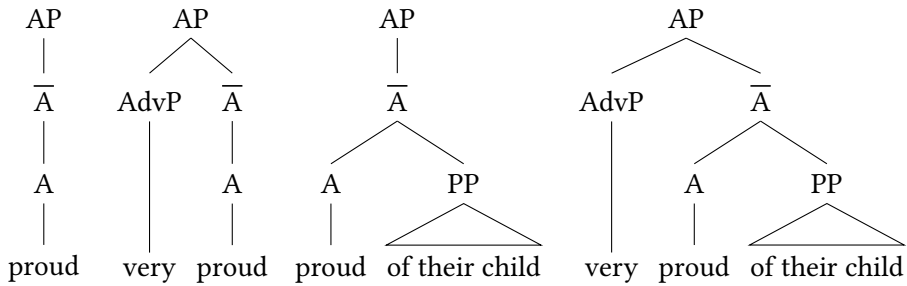 AP AP AP AP
A̅ AdvP A̅ A̅ AdvP A̅
A A A PP A PP
proud very proud proud of their child very proud of their child